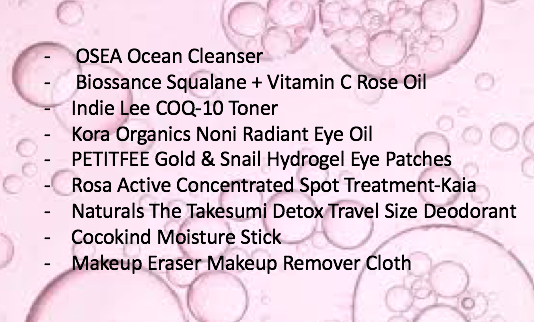 - OSEA Ocean Cleanser
- Biossance Squalane + Vitamin C Rose Oil
- Indie Lee COQ-10 Toner
- Kora Organics Noni Radiant Eye Oil
- PETITFEE Gold & Snail Hydrogel Eye Patches
- Rosa Active Concentrated Spot Treatment-Kaia
- Naturals The Takesumi Detox Travel Size Deodorant
- Cocokind Moisture Stick
- Makeup Eraser Makeup Remover Cloth